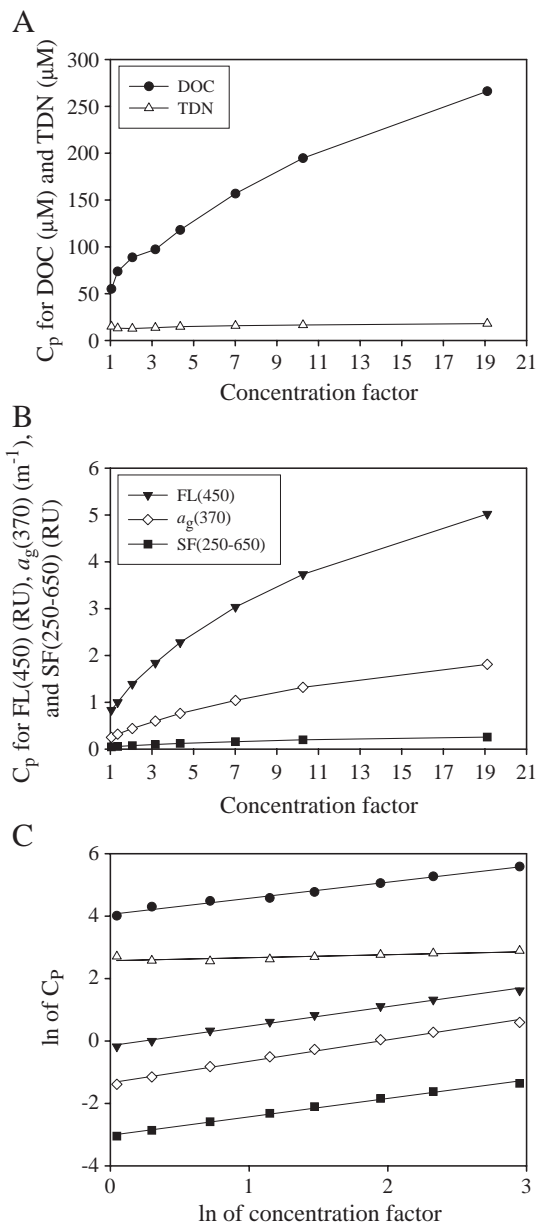 A
C_p for DOC (μM) and TDN (μM)
300
250
200
150
100
50
0
DOC
TDN
1 3 5 7 9 11 13 15 17 19 21
Concentration factor
B
C_p for FL(450) (RU), a_g(370) (m^-1),
and SF(250-650) (RU)
6
5
4
3
2
1
0
FL(450)
a_g(370)
SF(250-650)
1 3 5 7 9 11 13 15 17 19 21
Concentration factor
C
ln of C_P
6
4
2
0
-2
-4
0 1 2 3
ln of concentration factor